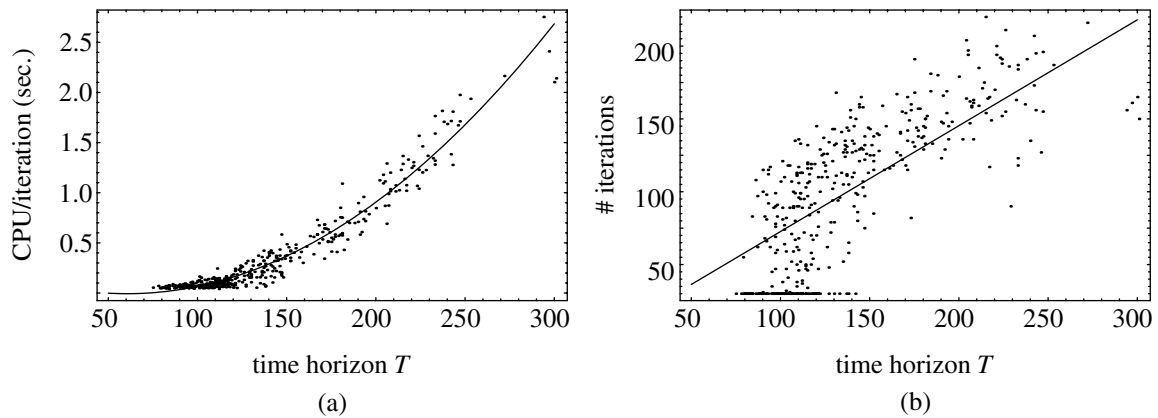 CPU/iteration (sec.)
2.5
2.0
1.5
1.0
0.5
50 100 150 200 250 300
time horizon T
(a)
# iterations
200
150
100
50
50 100 150 200 250 300
time horizon T
(b)